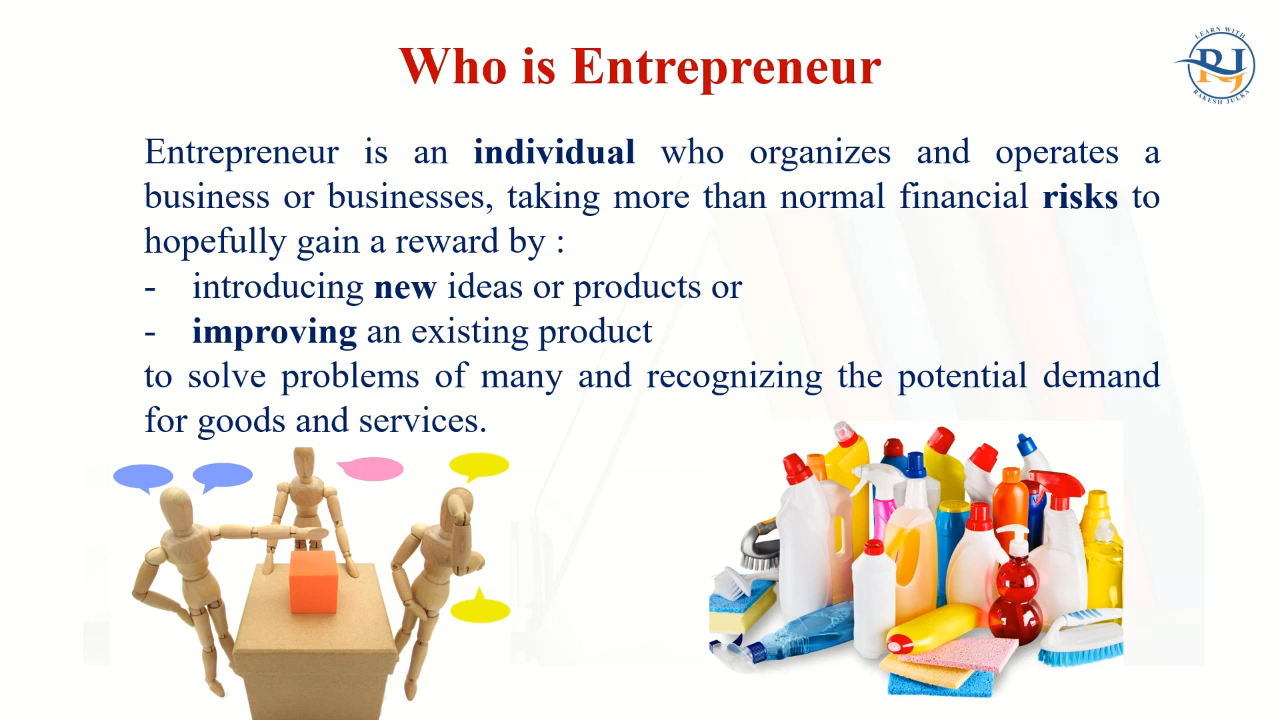 Who is Entrepreneur
LEARN WITH
RJ
RAKESH JULKA
Entrepreneur is an individual who organizes and operates a
business or businesses, taking more than normal financial risks to
hopefully gain a reward by :
- introducing new ideas or products or
- improving an existing product
to solve problems of many and recognizing the potential demand
for goods and services.